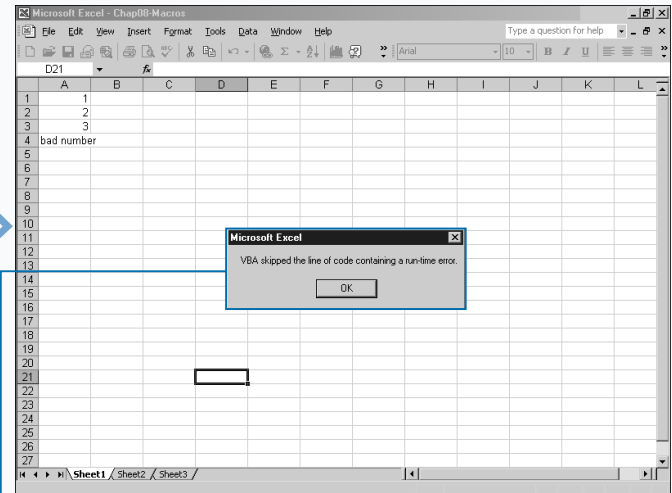 Microsoft Excel - Chap08-Macros
File Edit View Insert Format Tools Data Window Help Type a question for help
Arial 10 B I U
D21 fx
A B C D E F G H I J K L
1 1
2 2
3 3
4 bad number
5
6
7
8
9
10
11
12
13
14
15
16
17
18
19
20
21
22
23
24
25
26
27
Microsoft Excel
VBA skipped the line of code containing a run-time error.
OK
Sheet1 Sheet2 Sheet3